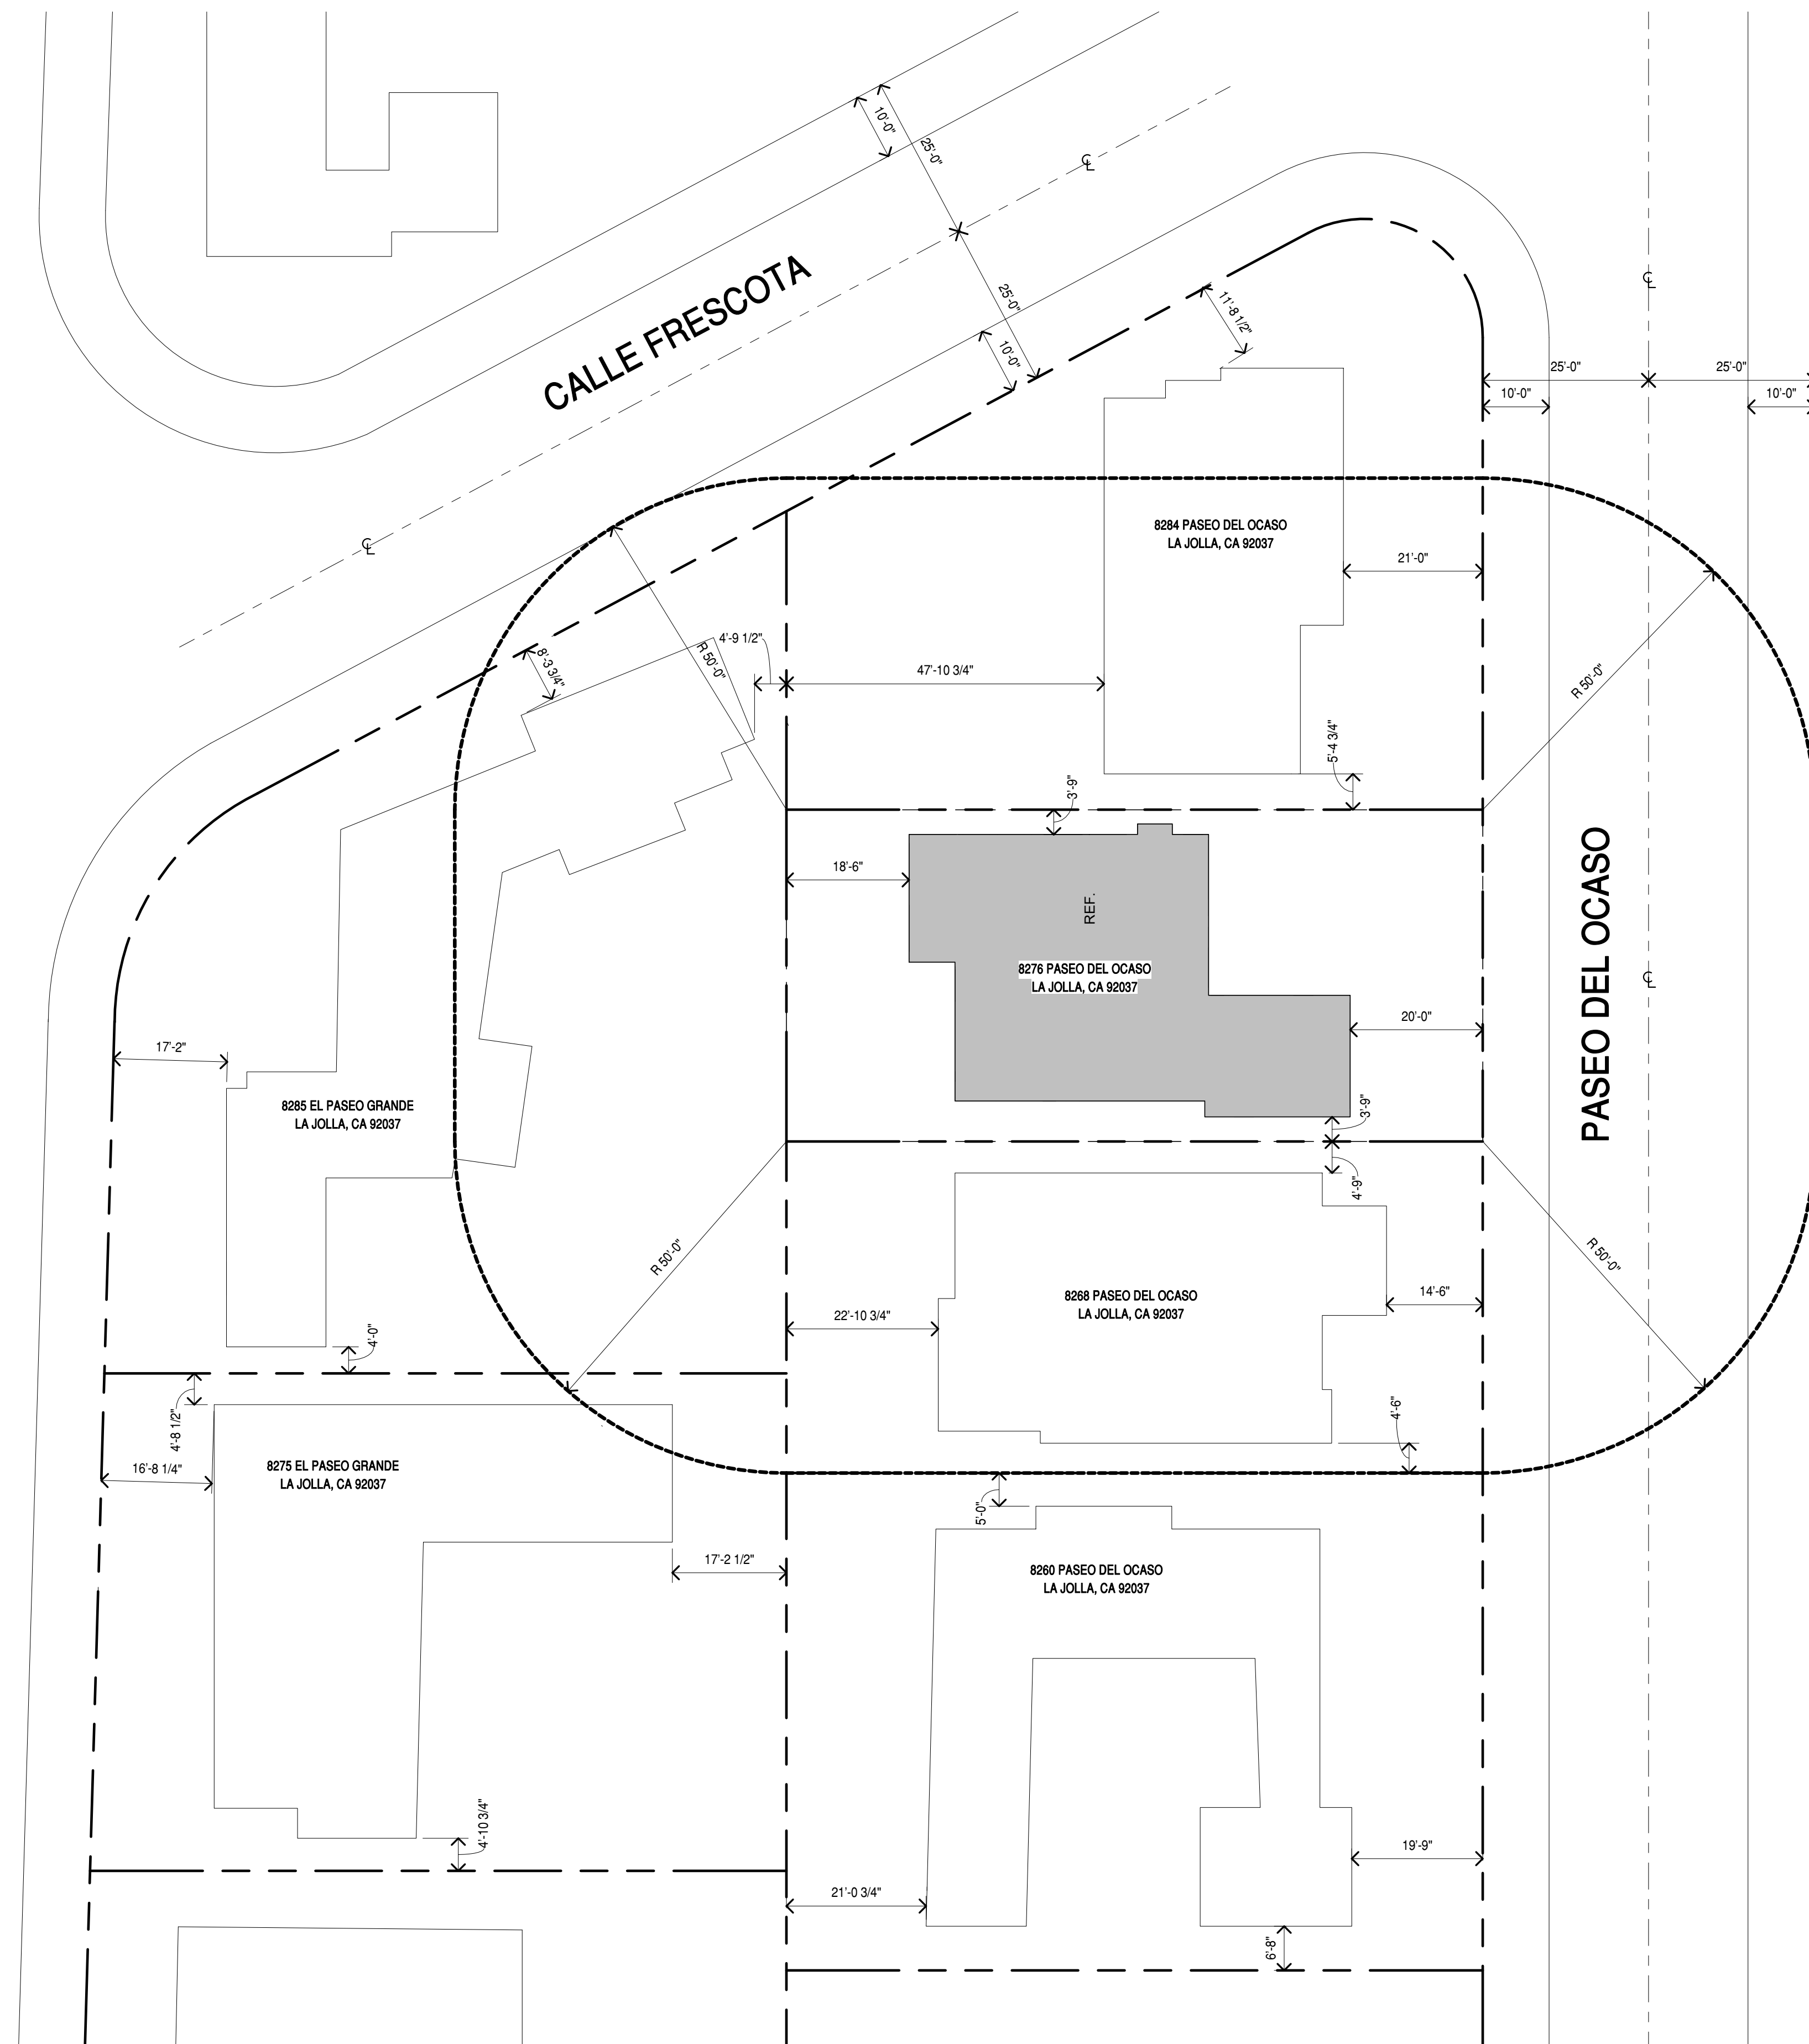 10'-0"
25'-0"
℄
CALLE FRESCOTA
25'-0"
10'-0"
11'-8 1/2"
℄
25'-0"
25'-0"
10'-0"
10'-0"
℄
8284 PASEO DEL OCASO
LA JOLLA, CA 92037
21'-0"
4'-9 1/2"
R 50'-0"
8'-3 3/4"
47'-10 3/4"
R 50'-0"
5'-4 3/4"
3'-9"
18'-6"
REF.
8276 PASEO DEL OCASO
LA JOLLA, CA 92037
PASEO DEL OCASO
℄
20'-0"
17'-2"
8285 EL PASEO GRANDE
LA JOLLA, CA 92037
3'-9"
4'-9"
R 50'-0"
R 50'-0"
8268 PASEO DEL OCASO
LA JOLLA, CA 92037
14'-6"
22'-10 3/4"
4'-0"
4'-8 1/2"
4'-6"
16'-8 1/4"
8275 EL PASEO GRANDE
LA JOLLA, CA 92037
5'-0"
17'-2 1/2"
8260 PASEO DEL OCASO
LA JOLLA, CA 92037
4'-10 3/4"
19'-9"
21'-0 3/4"
6'-8"